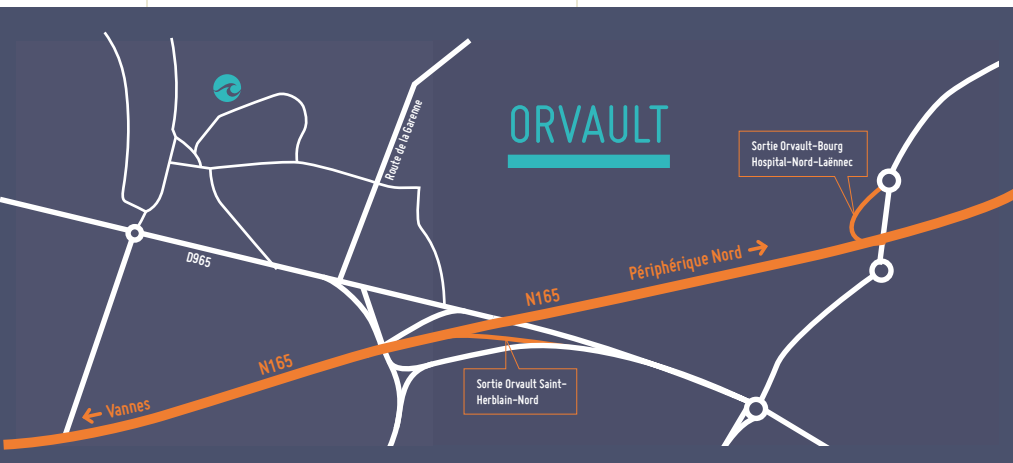 ORVAULT
Route de la Garenne
Sortie Orvault-Bourg
Hospital-Nord-Laënnec
D965
Périphérique Nord →
N165
N165
Sortie Orvault Saint-
Herblain-Nord
← Vannes